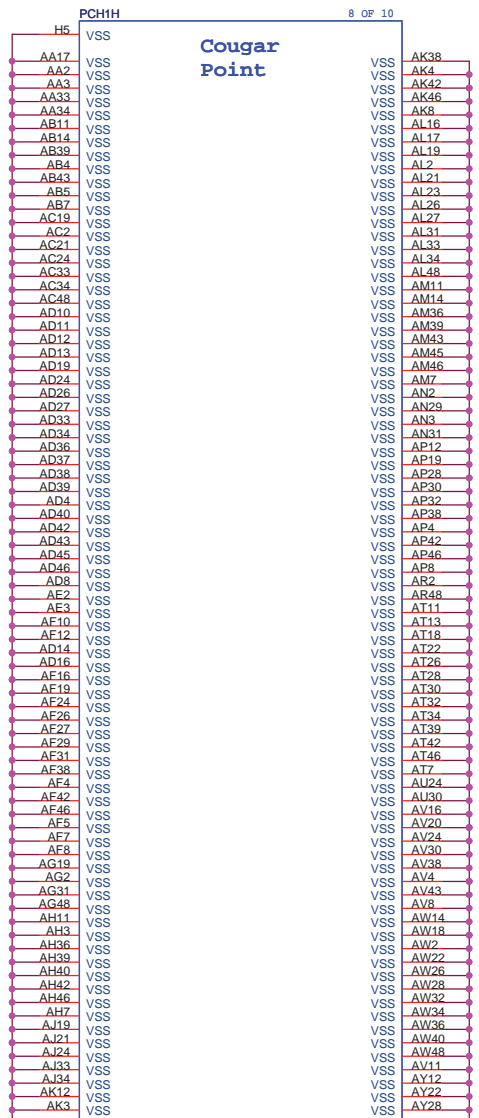 PCH1H 8 OF 10
H5 VSS
Cougar
Point
AA17 VSS VSS AK38
AA2 VSS VSS AK4
AA3 VSS VSS AK42
AA33 VSS VSS AK46
AA34 VSS VSS AK8
AB11 VSS VSS AL16
AB14 VSS VSS AL17
AB39 VSS VSS AL19
AB4 VSS VSS AL2
AB43 VSS VSS AL21
AB5 VSS VSS AL23
AB7 VSS VSS AL26
AC19 VSS VSS AL27
AC2 VSS VSS AL31
AC21 VSS VSS AL33
AC24 VSS VSS AL34
AC33 VSS VSS AL48
AC34 VSS VSS AM11
AC48 VSS VSS AM14
AD10 VSS VSS AM36
AD11 VSS VSS AM39
AD12 VSS VSS AM43
AD13 VSS VSS AM45
AD19 VSS VSS AM46
AD24 VSS VSS AM7
AD26 VSS VSS AN2
AD27 VSS VSS AN29
AD33 VSS VSS AN3
AD34 VSS VSS AN31
AD36 VSS VSS AP12
AD37 VSS VSS AP19
AD38 VSS VSS AP28
AD39 VSS VSS AP30
AD4 VSS VSS AP32
AD40 VSS VSS AP38
AD42 VSS VSS AP4
AD43 VSS VSS AP42
AD45 VSS VSS AP46
AD46 VSS VSS AP8
AD8 VSS VSS AR2
AE2 VSS VSS AR48
AE3 VSS VSS AT11
AF10 VSS VSS AT13
AF12 VSS VSS AT18
AD14 VSS VSS AT22
AD16 VSS VSS AT26
AF16 VSS VSS AT28
AF19 VSS VSS AT30
AF24 VSS VSS AT32
AF26 VSS VSS AT34
AF27 VSS VSS AT39
AF29 VSS VSS AT42
AF31 VSS VSS AT46
AF38 VSS VSS AT7
AF4 VSS VSS AU24
AF42 VSS VSS AU30
AF46 VSS VSS AV16
AF5 VSS VSS AV20
AF7 VSS VSS AV24
AF8 VSS VSS AV30
AG19 VSS VSS AV38
AG2 VSS VSS AV4
AG31 VSS VSS AV43
AG48 VSS VSS AV8
AH11 VSS VSS AW14
AH3 VSS VSS AW18
AH36 VSS VSS AW2
AH39 VSS VSS AW22
AH40 VSS VSS AW26
AH42 VSS VSS AW28
AH46 VSS VSS AW32
AH7 VSS VSS AW34
AJ19 VSS VSS AW36
AJ21 VSS VSS AW40
AJ24 VSS VSS AW48
AJ33 VSS VSS AV11
AJ34 VSS VSS AY12
AK12 VSS VSS AY22
AK3 VSS VSS AY28